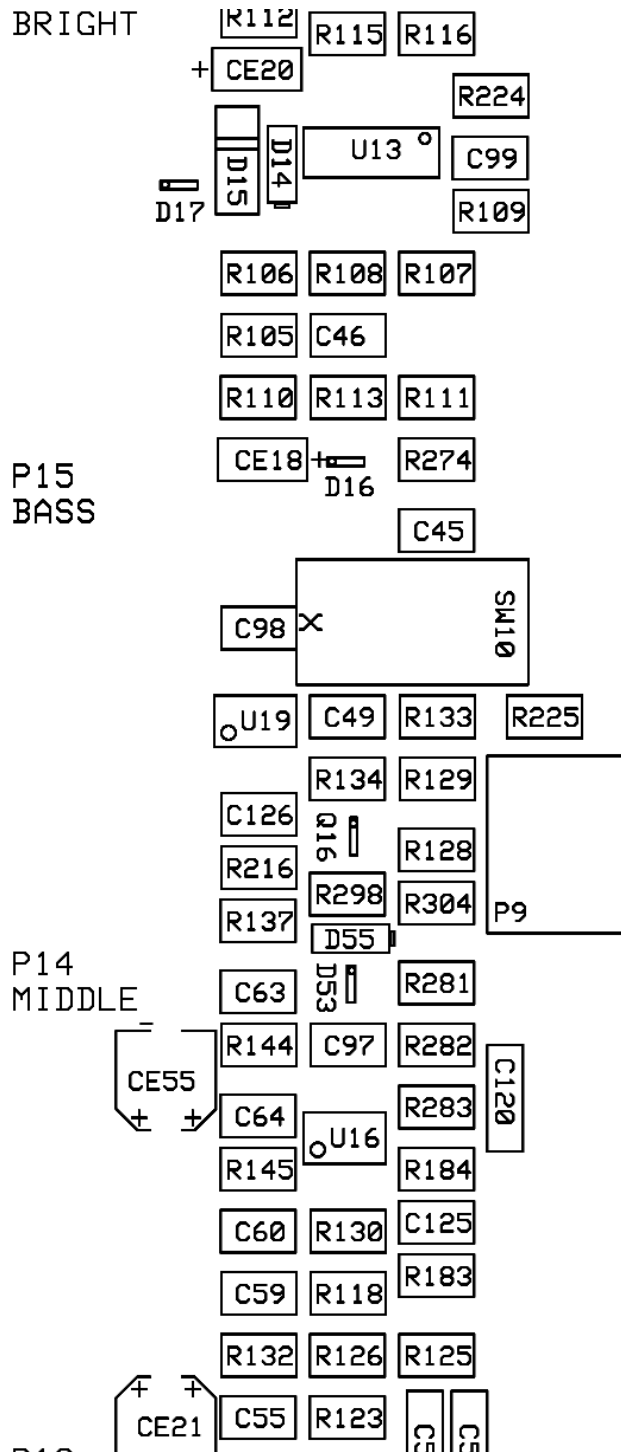 BRIGHT
R112
R115
R116
+
CE20
R224
U13
C99
D15
D14
D17
R109
R106
R108
R107
R105
C46
R110
R113
R111
P15
BASS
CE18
+
D16
R274
C45
C98
X
SW10
U19
C49
R133
R225
R134
R129
C126
Q16
R128
R216
R298
R304
P9
R137
D55
P14
MIDDLE
D53
C63
R281
-
R144
C97
R282
CE55
C120
+ +
C64
U16
R283
R145
R184
C60
R130
C125
C59
R118
R183
R132
R126
R125
+ +
CE21
C55
R123